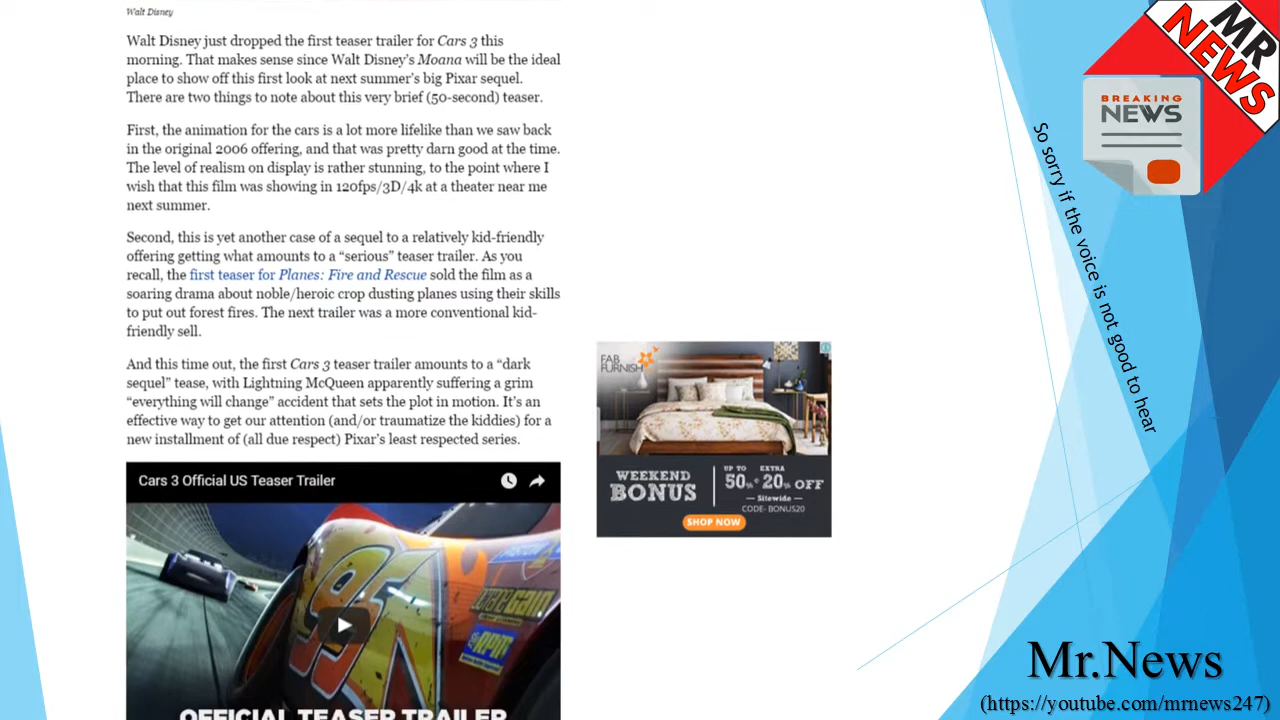 Walt Disney
Walt Disney just dropped the first teaser trailer for Cars 3 this
morning. That makes sense since Walt Disney's Moana will be the ideal
place to show off this first look at next summer's big Pixar sequel.
There are two things to note about this very brief (50-second) teaser.
First, the animation for the cars is a lot more lifelike than we saw back
in the original 2006 offering, and that was pretty darn good at the time.
The level of realism on display is rather stunning, to the point where I
wish that this film was showing in 120fps/3D/4k at a theater near me
next summer.
Second, this is yet another case of a sequel to a relatively kid-friendly
offering getting what amounts to a “serious” teaser trailer. As you
recall, the first teaser for Planes: Fire and Rescue sold the film as a
soaring drama about noble/heroic crop dusting planes using their skills
to put out forest fires. The next trailer was a more conventional kid-
friendly sell.
And this time out, the first Cars 3 teaser trailer amounts to a “dark
sequel” tease, with Lightning McQueen apparently suffering a grim
“everything will change” accident that sets the plot in motion. It's an
effective way to get our attention (and/or traumatize the kiddies) for a
new installment of (all due respect) Pixar's least respected series.
Cars 3 Official US Teaser Trailer
95
RPM
OFFICIAL TEASER TRAILER
FAB
FURNISH
WEEKEND
BONUS
UP TO
50%
EXTRA
20% OFF
Sitewide
CODE- BONUS20
SHOP NOW
MR
NEWS
BREAKING
NEWS
So sorry if the voice is not good to hear
Mr.News
(https://youtube.com/mrnews247)